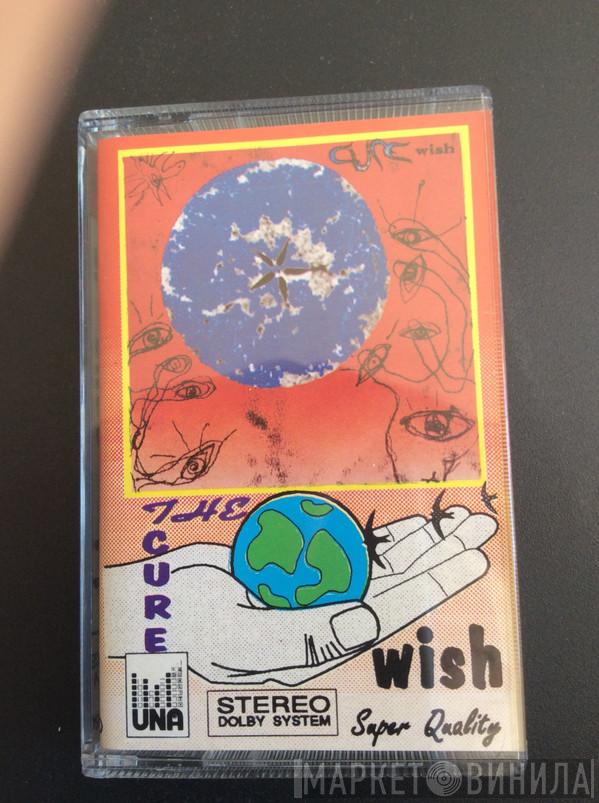 CURE wish
THE
CURE
wish
UNA
STEREO
DOLBY SYSTEM
Super Quality
МАРКЕТ ВИНИЛА